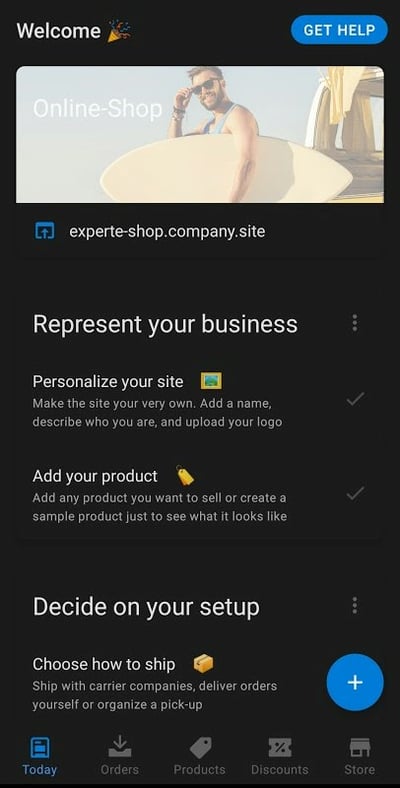 Welcome 🎉
GET HELP
Online-Shop
experte-shop.company.site
Represent your business
Personalize your site 🖼️
Make the site your very own. Add a name,
describe who you are, and upload your logo
Add your product 🏷️
Add any product you want to sell or create a
sample product just to see what it looks like
Decide on your setup
Choose how to ship 📦
Ship with carrier companies, deliver orders
yourself or organize a pick-up
Today
Orders
Products
Discounts
Store